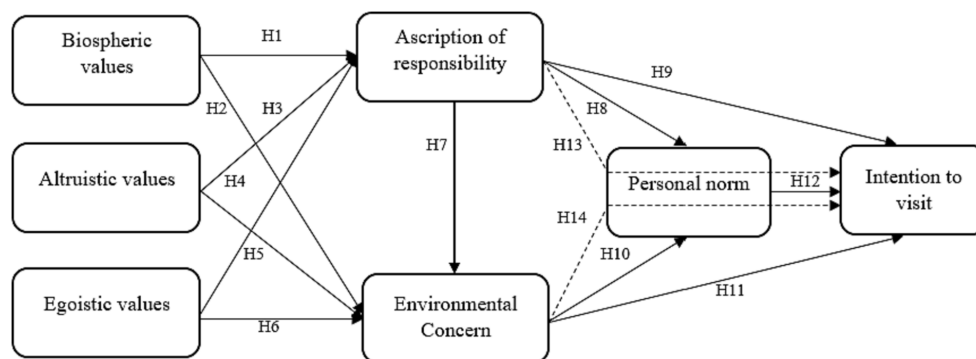 Biospheric
values
H1
Ascription of
responsibility
H9
H2
H3
H8
H7
H13
Altruistic values
H4
Personal norm
H12
Intention to
visit
H14
H5
H10
Egoistic values
H6
Environmental
Concern
H11